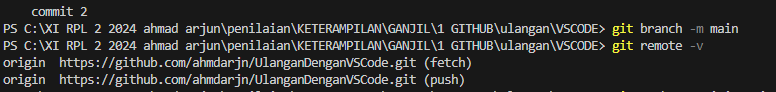 commit 2
PS C:\XI RPL 2 2024 ahmad arjun\penilaian\KETERAMPILAN\GANJIL\1 GITHUB\ulangan\VSCODE> git branch -m main
PS C:\XI RPL 2 2024 ahmad arjun\penilaian\KETERAMPILAN\GANJIL\1 GITHUB\ulangan\VSCODE> git remote -v
origin  https://github.com/ahmdarjn/UlanganDenganVSCode.git (fetch)
origin  https://github.com/ahmdarjn/UlanganDenganVSCode.git (push)